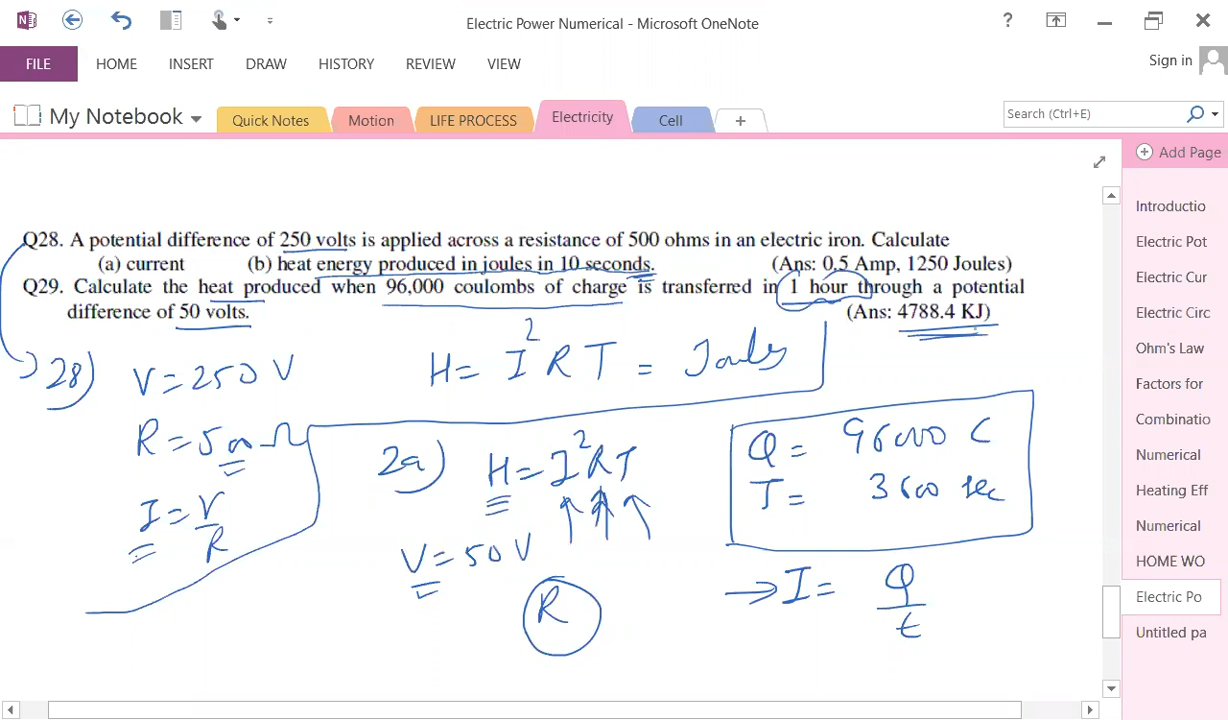 Electric Power Numerical - Microsoft OneNote
?
Sign in
FILE HOME INSERT DRAW HISTORY REVIEW VIEW
My Notebook
Quick Notes Motion LIFE PROCESS Electricity Cell +
Search (Ctrl+E)
Add Page
Introductio
Electric Pot
Electric Cur
Electric Circ
Ohm's Law
Factors for
Combinatio
Numerical
Heating Eff
Numerical
HOME WO
Electric Po
Untitled pa
Q28. A potential difference of 250 volts is applied across a resistance of 500 ohms in an electric iron. Calculate
(a) current (b) heat energy produced in joules in 10 seconds. (Ans: 0.5 Amp, 1250 Joules)
Q29. Calculate the heat produced when 96,000 coulombs of charge is transferred in 1 hour through a potential
difference of 50 volts. (Ans: 4788.4 KJ)
28) V = 250 V
H = I² R T = Joules
R = 500 Ω
I = V/R
29) H = I²RT
V = 50 V
R
Q = 96000 C
T = 3600 sec
→ I = Q/t